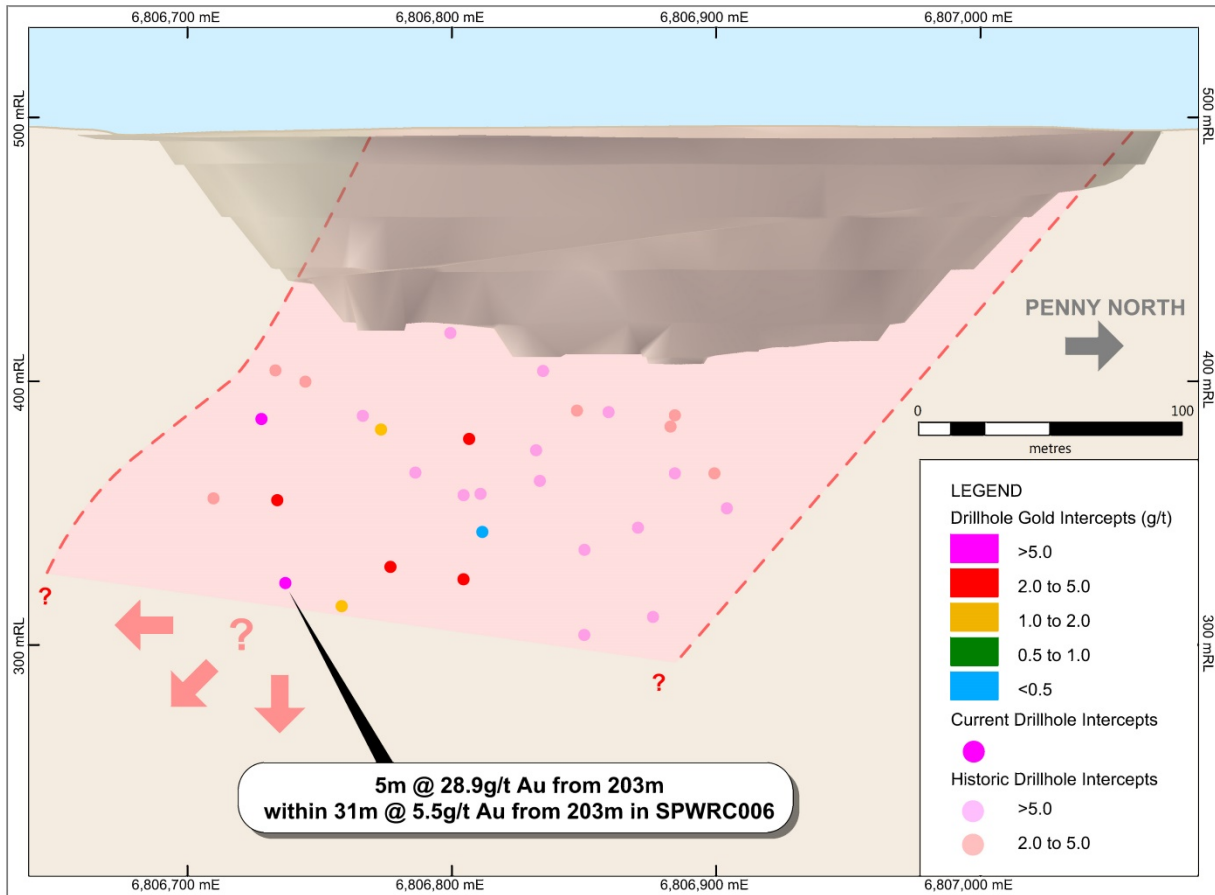 6,806,700 mE
6,806,800 mE
6,806,900 mE
6,807,000 mE
500 mRL
500 mRL
PENNY NORTH
400 mRL
400 mRL
0
100
metres
LEGEND
Drillhole Gold Intercepts (g/t)
>5.0
2.0 to 5.0
1.0 to 2.0
0.5 to 1.0
<0.5
Current Drillhole Intercepts
Historic Drillhole Intercepts
>5.0
2.0 to 5.0
?
?
?
300 mRL
300 mRL
5m @ 28.9g/t Au from 203m
within 31m @ 5.5g/t Au from 203m in SPWRC006
6,806,700 mE
6,806,800 mE
6,806,900 mE
6,807,000 mE